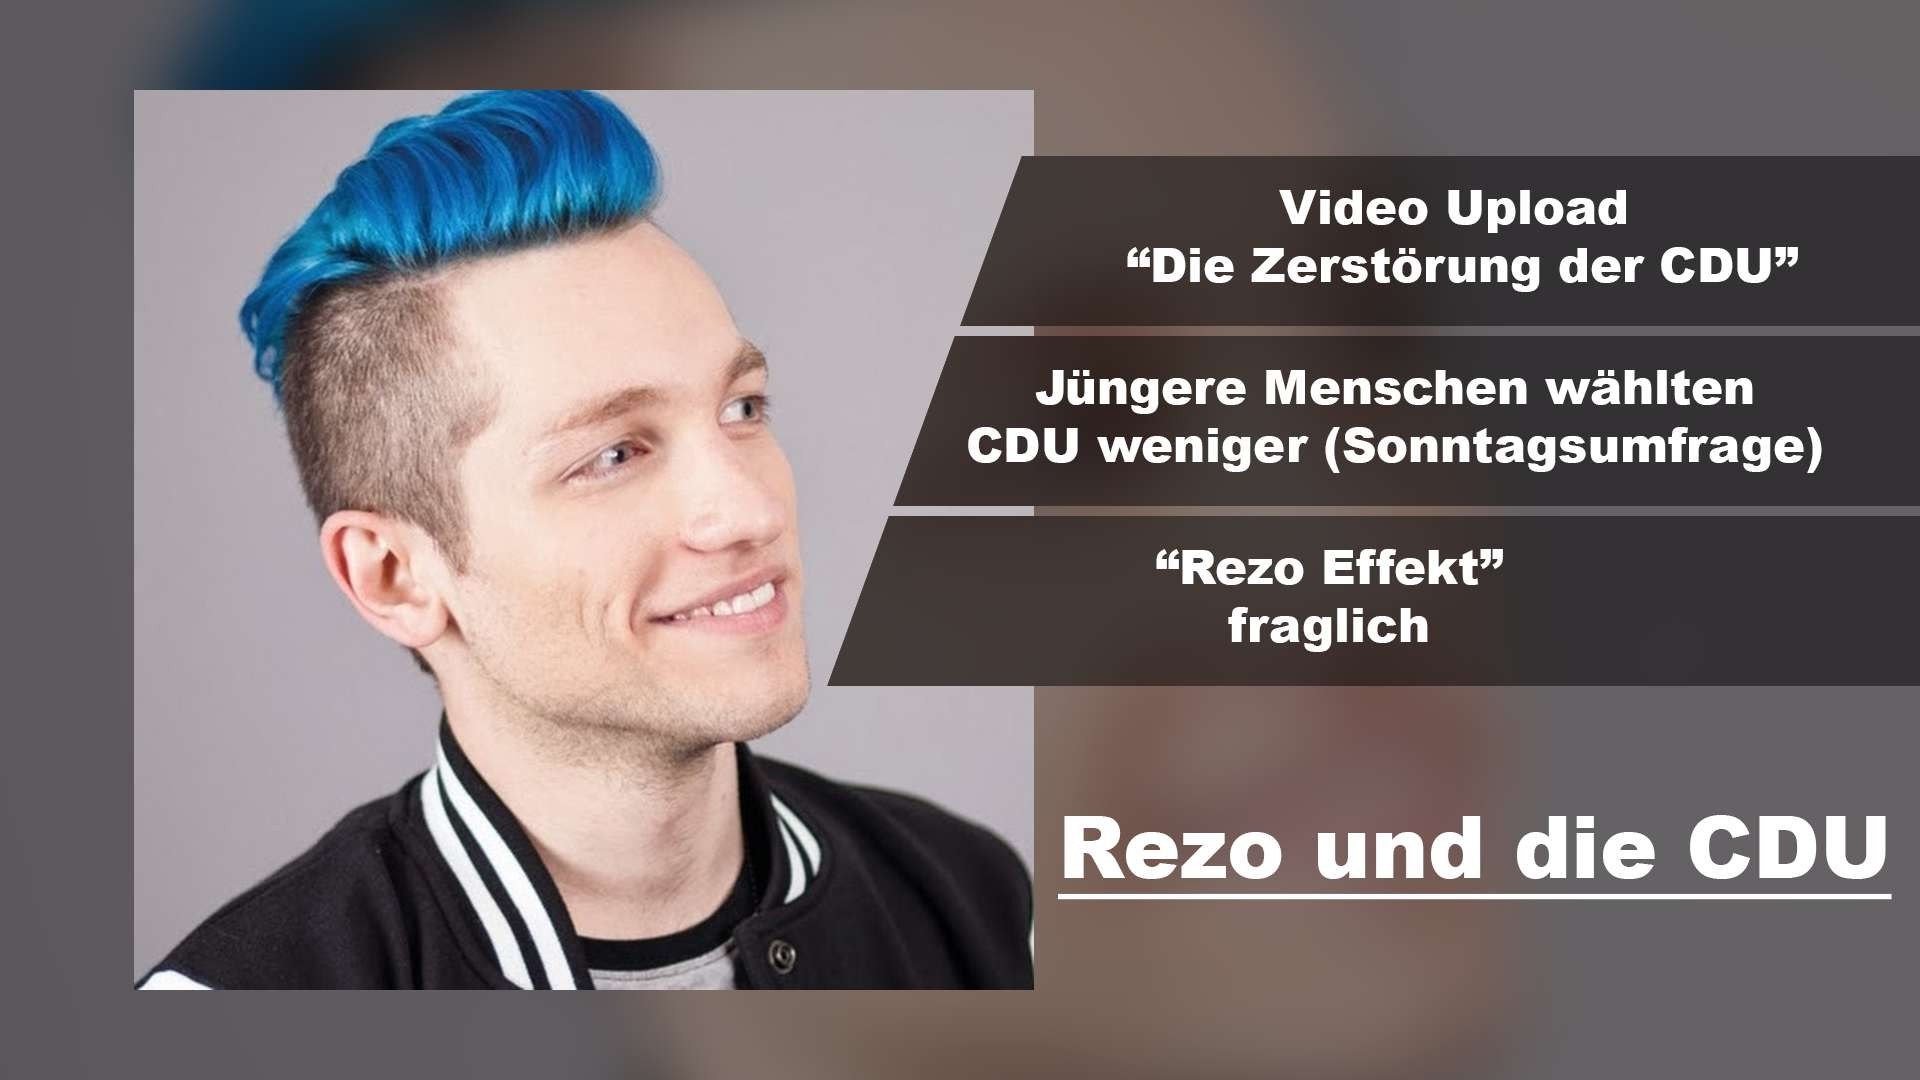 Video Upload
“Die Zerstörung der CDU”
Jüngere Menschen wählten
CDU weniger (Sonntagsumfrage)
“Rezo Effekt”
fraglich
Rezo und die CDU